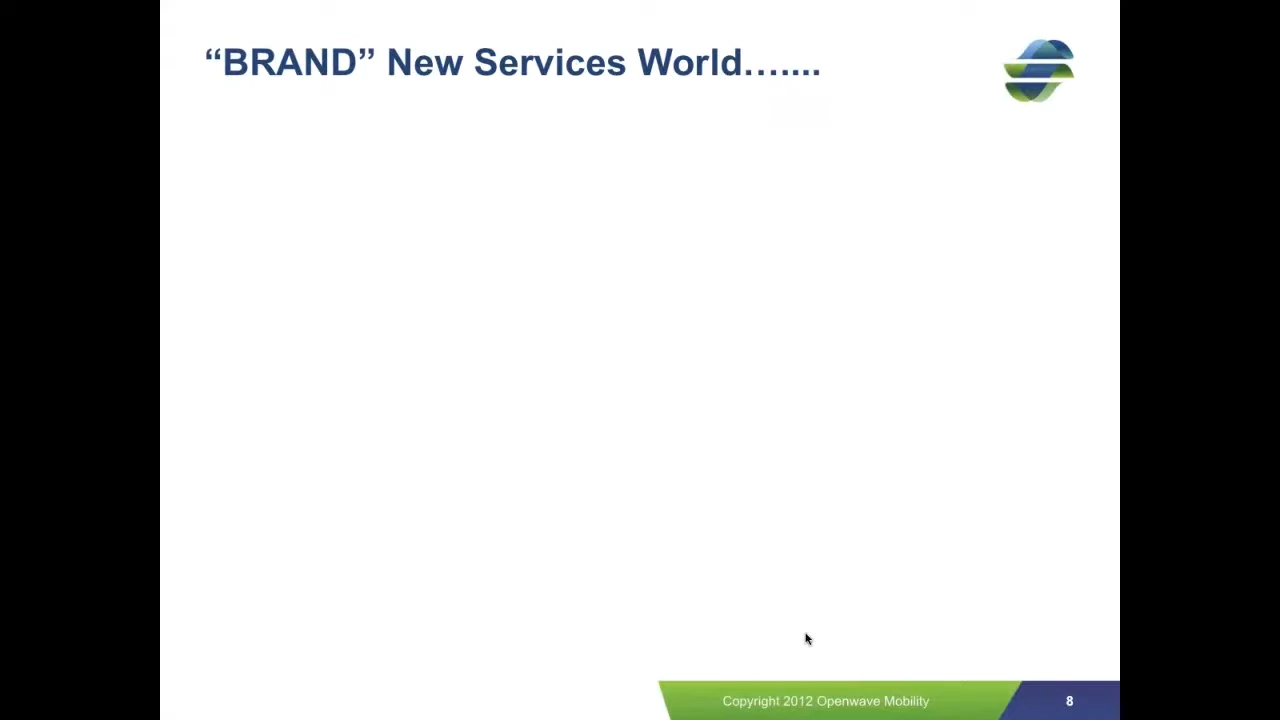 “BRAND” New Services World…....
Copyright 2012 Openwave Mobility
8